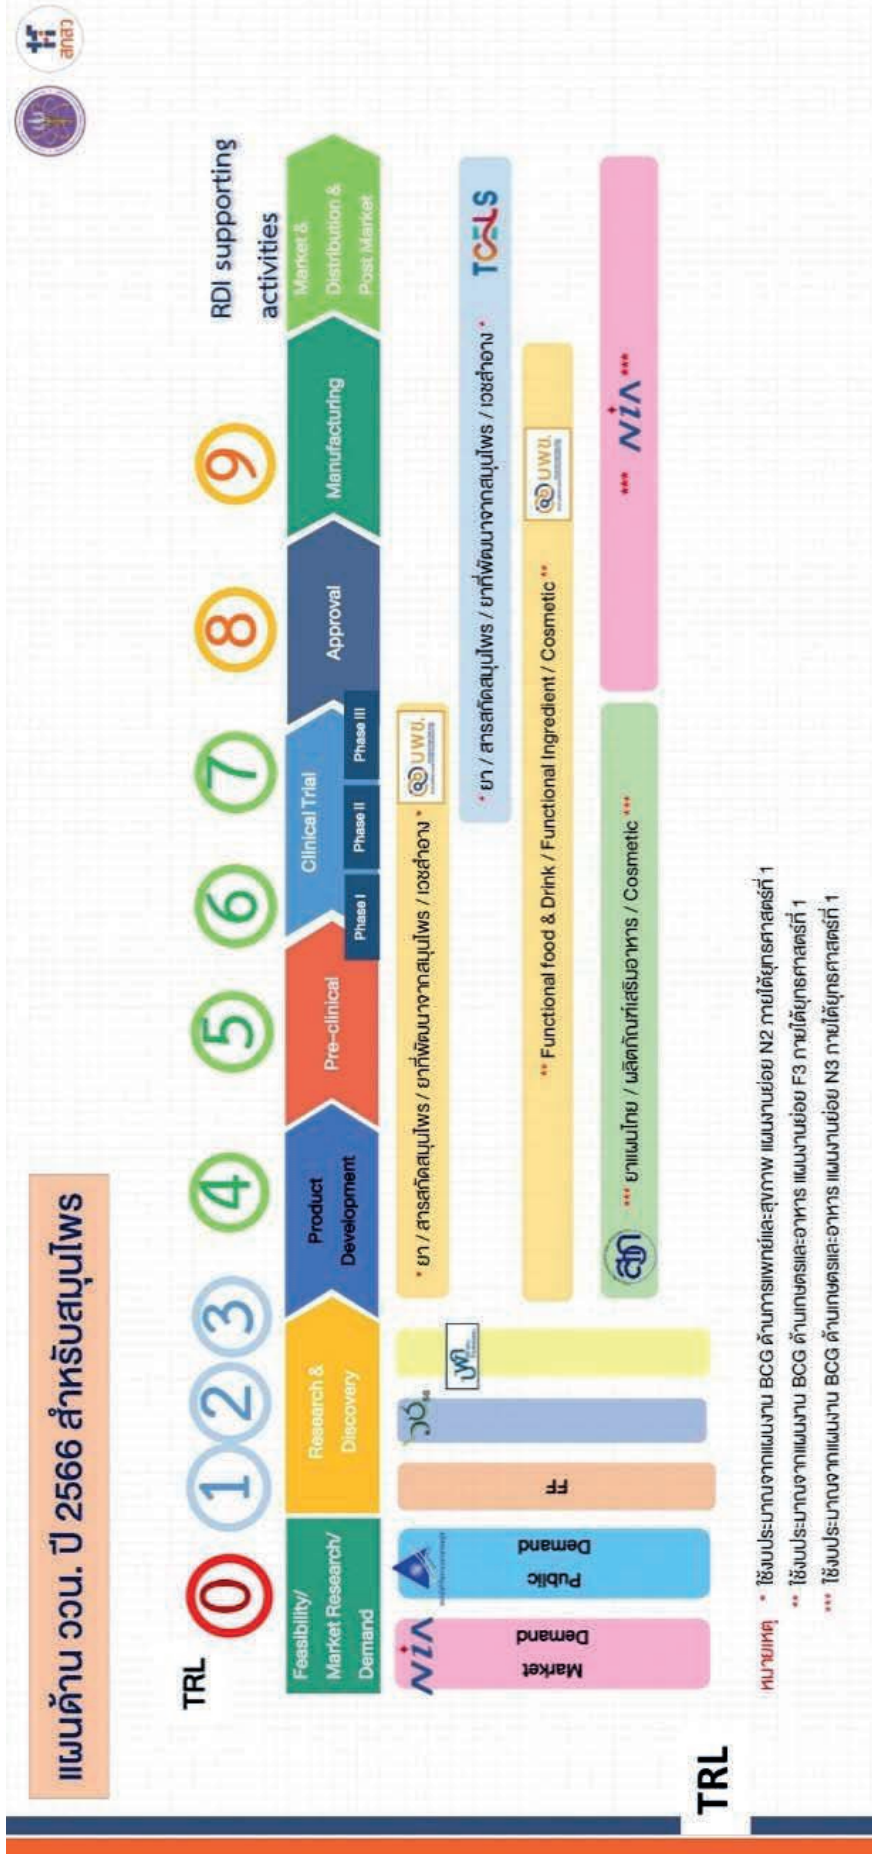 สกสว
แผนด้าน ววน. ปี 2566 สำหรับสมุนไพร
RDI supporting
activities
TRL
0
1
2
3
4
5
6
7
8
9
Feasibility/
Market Research/
Demand
Research &
Discovery
Product
Development
Pre-clinical
Clinical Trial
Phase I
Phase II
Phase III
Approval
Manufacturing
Market &
Distribution &
Post Market
NiA
Market
Demand
Public
Demand
FF
* ยา / สารสกัดสมุนไพร / ยาที่พัฒนาจากสมุนไพร / เวชสำอาง *
บพข.
* ยา / สารสกัดสมุนไพร / ยาที่พัฒนาจากสมุนไพร / เวชสำอาง *
TCELS
** Functional food & Drink / Functional Ingredient / Cosmetic **
บพข.
*** ยาแผนไทย / ผลิตภัณฑ์เสริมอาหาร / Cosmetic ***
*** NiA ***
หมายเหตุ * ใช้งบประมาณจากแผนงาน BCG ด้านการแพทย์และสุขภาพ แผนงานย่อย N2 ภายใต้ยุทธศาสตร์ที่ 1
** ใช้งบประมาณจากแผนงาน BCG ด้านเกษตรและอาหาร แผนงานย่อย F3 ภายใต้ยุทธศาสตร์ที่ 1
*** ใช้งบประมาณจากแผนงาน BCG ด้านเกษตรและอาหาร แผนงานย่อย N3 ภายใต้ยุทธศาสตร์ที่ 1
TRL